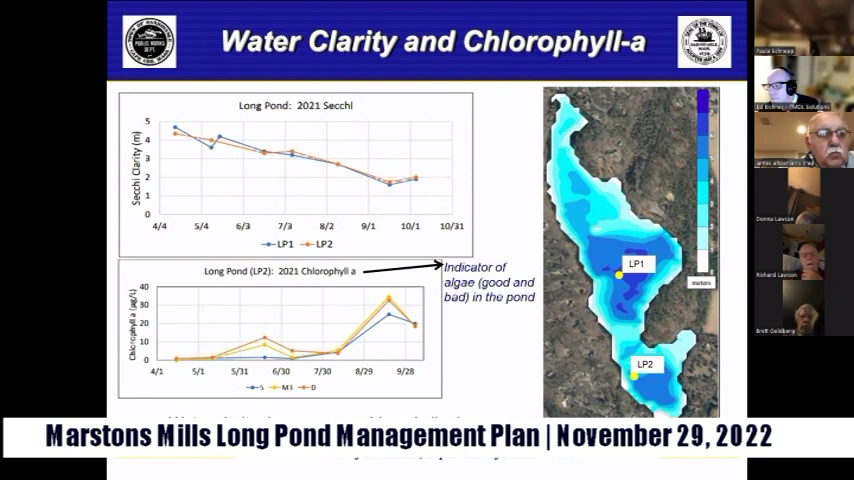 Water Clarity and Chlorophyll-a
PUBLIC WORKS
DEPT.
Long Pond: 2021 Secchi
Secchi Clarity (m)
5
4
3
2
1
0
4/4 5/4 6/3 7/3 8/2 9/1 10/1 10/31
LP1 LP2
Long Pond (LP2): 2021 Chlorophyll a
Chlorophyll a (µg/L)
40
30
20
10
0
4/1 5/1 5/31 6/30 7/30 8/29 9/28
S M3 D
Indicator of
algae (good and
bad) in the pond
LP1
LP2
meters
Ed Eichner - TMDL Solutions
Donna Lawson
Richard Lawson
Brett Goldberg
Marstons Mills Long Pond Management Plan | November 29, 2022